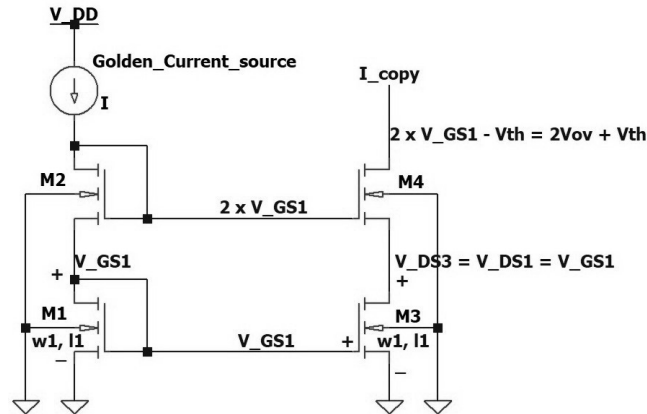 V_DD
Golden_Current_source
I
I_copy
2 x V_GS1 - Vth = 2Vov + Vth
M2
M4
2 x V_GS1
+ V_GS1
V_DS3 = V_DS1 = V_GS1
+
M1
M3
w1, l1
V_GS1
+
w1, l1
–
–